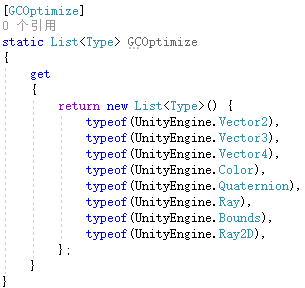 [GCOptimize]
0 个引用
static List<Type> GCOptimize
{
    get
    {
        return new List<Type>() {
            typeof(UnityEngine.Vector2),
            typeof(UnityEngine.Vector3),
            typeof(UnityEngine.Vector4),
            typeof(UnityEngine.Color),
            typeof(UnityEngine.Quaternion),
            typeof(UnityEngine.Ray),
            typeof(UnityEngine.Bounds),
            typeof(UnityEngine.Ray2D),
        };
    }
}